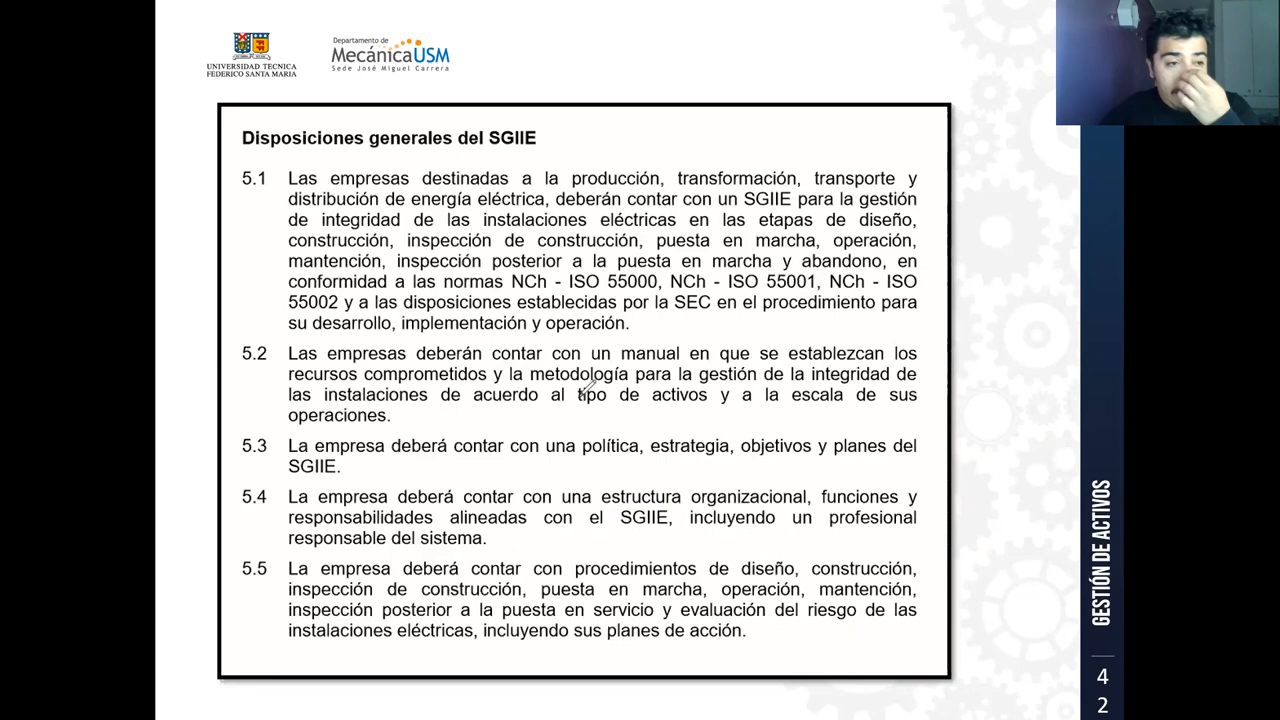 UNIVERSIDAD TECNICA
FEDERICO SANTA MARIA
Departamento de
MecánicaUSM
Sede José Miguel Carrera
Disposiciones generales del SGIIE
5.1 Las empresas destinadas a la producción, transformación, transporte y
distribución de energía eléctrica, deberán contar con un SGIIE para la gestión
de integridad de las instalaciones eléctricas en las etapas de diseño,
construcción, inspección de construcción, puesta en marcha, operación,
mantención, inspección posterior a la puesta en marcha y abandono, en
conformidad a las normas NCh - ISO 55000, NCh - ISO 55001, NCh - ISO
55002 y a las disposiciones establecidas por la SEC en el procedimiento para
su desarrollo, implementación y operación.
5.2 Las empresas deberán contar con un manual en que se establezcan los
recursos comprometidos y la metodología para la gestión de la integridad de
las instalaciones de acuerdo al tipo de activos y a la escala de sus
operaciones.
5.3 La empresa deberá contar con una política, estrategia, objetivos y planes del
SGIIE.
5.4 La empresa deberá contar con una estructura organizacional, funciones y
responsabilidades alineadas con el SGIIE, incluyendo un profesional
responsable del sistema.
5.5 La empresa deberá contar con procedimientos de diseño, construcción,
inspección de construcción, puesta en marcha, operación, mantención,
inspección posterior a la puesta en servicio y evaluación del riesgo de las
instalaciones eléctricas, incluyendo sus planes de acción.
GESTIÓN DE ACTIVOS
4
2